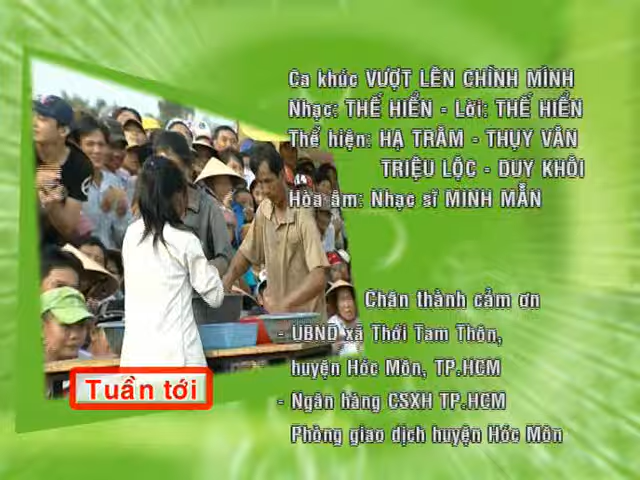 Ca khúc VƯỢT LÊN CHÍNH MÌNH
Nhạc: THẾ HIỂN - Lời: THẾ HIỂN
Thể hiện: HẠ TRÂM - THỤY VÂN
TRIỆU LỘC - DUY KHÔI
Hòa âm: Nhạc sĩ MINH MẪN
Chân thành cảm ơn
- UBND xã Thới Tam Thôn,
huyện Hóc Môn, TP.HCM
- Ngân hàng CSXH TP.HCM
Phòng giao dịch huyện Hóc Môn
Tuần tới